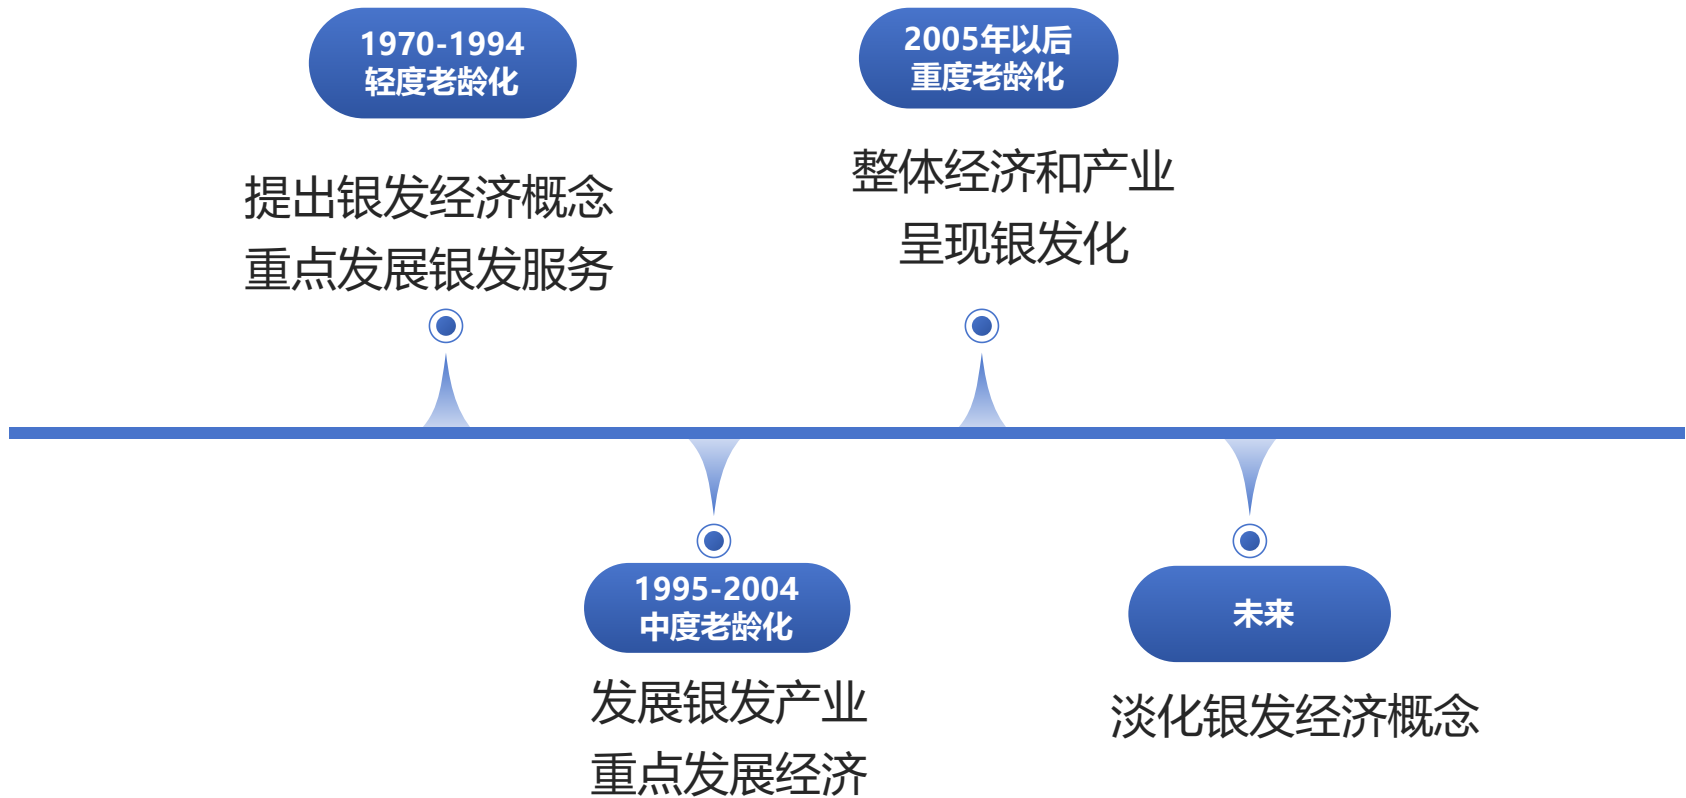 1970-1994
轻度老龄化
提出银发经济概念
重点发展银发服务
2005年以后
重度老龄化
整体经济和产业
呈现银发化
1995-2004
中度老龄化
发展银发产业
重点发展经济
未来
淡化银发经济概念